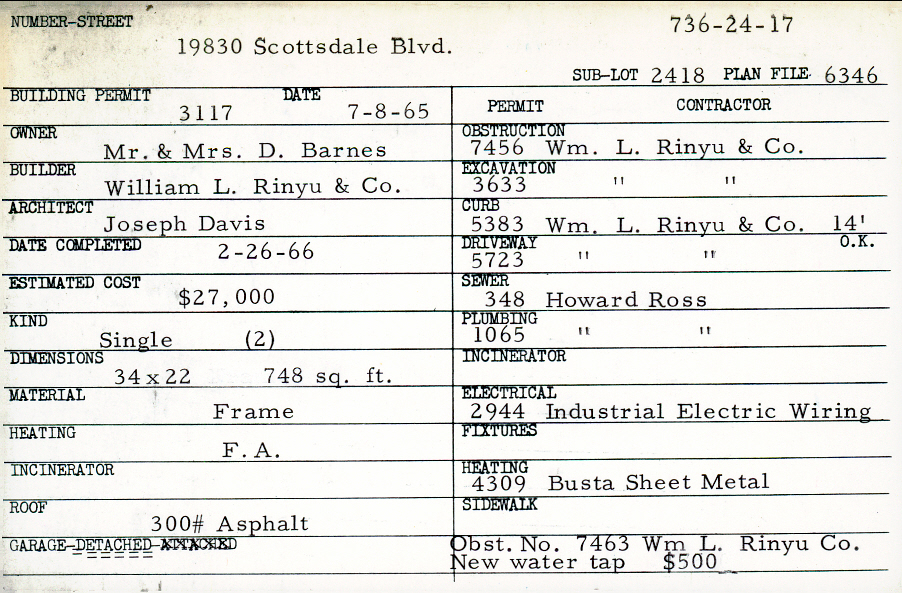 NUMBER-STREET 736-24-17
19830 Scottsdale Blvd.
SUB-LOT 2418 PLAN FILE 6346
BUILDING PERMIT DATE
3117 7-8-65
OWNER
Mr. & Mrs. D. Barnes
BUILDER
William L. Rinyu & Co.
ARCHITECT
Joseph Davis
DATE COMPLETED 2-26-66
ESTIMATED COST
$27,000
KIND
Single (2)
DIMENSIONS
34x22 748 sq. ft.
MATERIAL
Frame
HEATING
F.A.
INCINERATOR
ROOF
300# Asphalt
GARAGE-DETACHED-ATTACHED
PERMIT CONTRACTOR
OBSTRUCTION
7456 Wm. L. Rinyu & Co.
EXCAVATION
3633 " "
CURB
5383 Wm. L. Rinyu & Co. 14'
DRIVEWAY O.K.
5723 " "
SEWER
348 Howard Ross
PLUMBING
1065 " "
INCINERATOR
ELECTRICAL
2944 Industrial Electric Wiring
FIXTURES
HEATING
4309 Busta Sheet Metal
SIDEWALK
Obst. No. 7463 Wm L. Rinyu Co.
New water tap $500